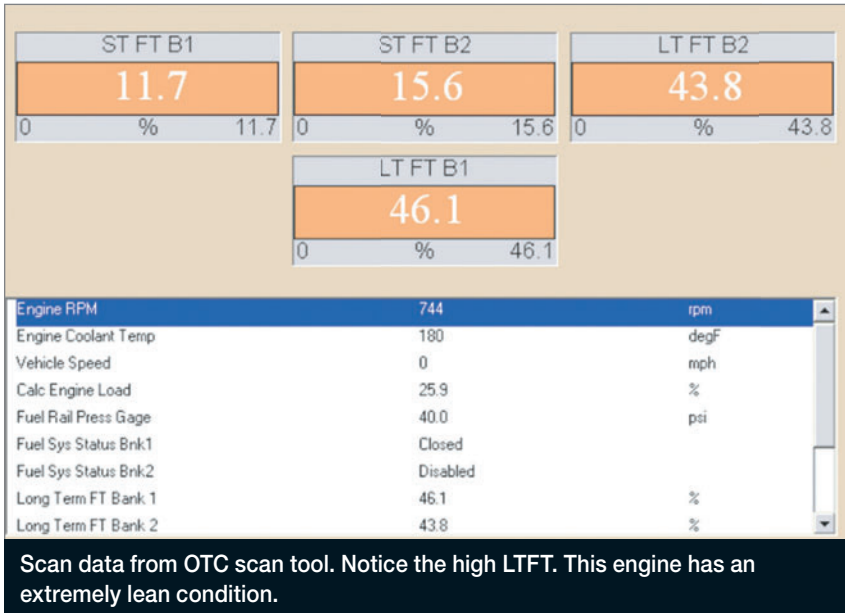 ST FT B1 ST FT B2 LT FT B2
11.7 15.6 43.8
0 % 11.7 0 % 15.6 0 % 43.8
LT FT B1
46.1
0 % 46.1
Engine RPM 744 rpm
Engine Coolant Temp 180 degF
Vehicle Speed 0 mph
Calc Engine Load 25.9 %
Fuel Rail Press Gage 40.0 psi
Fuel Sys Status Bnk1 Closed
Fuel Sys Status Bnk2 Disabled
Long Term FT Bank 1 46.1 %
Long Term FT Bank 2 43.8 %
Scan data from OTC scan tool. Notice the high LTFT. This engine has an
extremely lean condition.